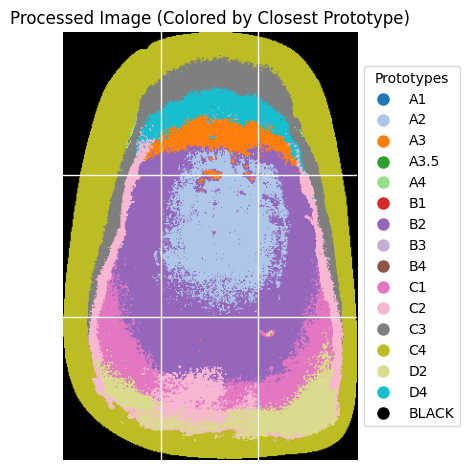 Processed Image (Colored by Closest Prototype)
Prototypes
A1
A2
A3
A3.5
A4
B1
B2
B3
B4
C1
C2
C3
C4
D2
D4
BLACK